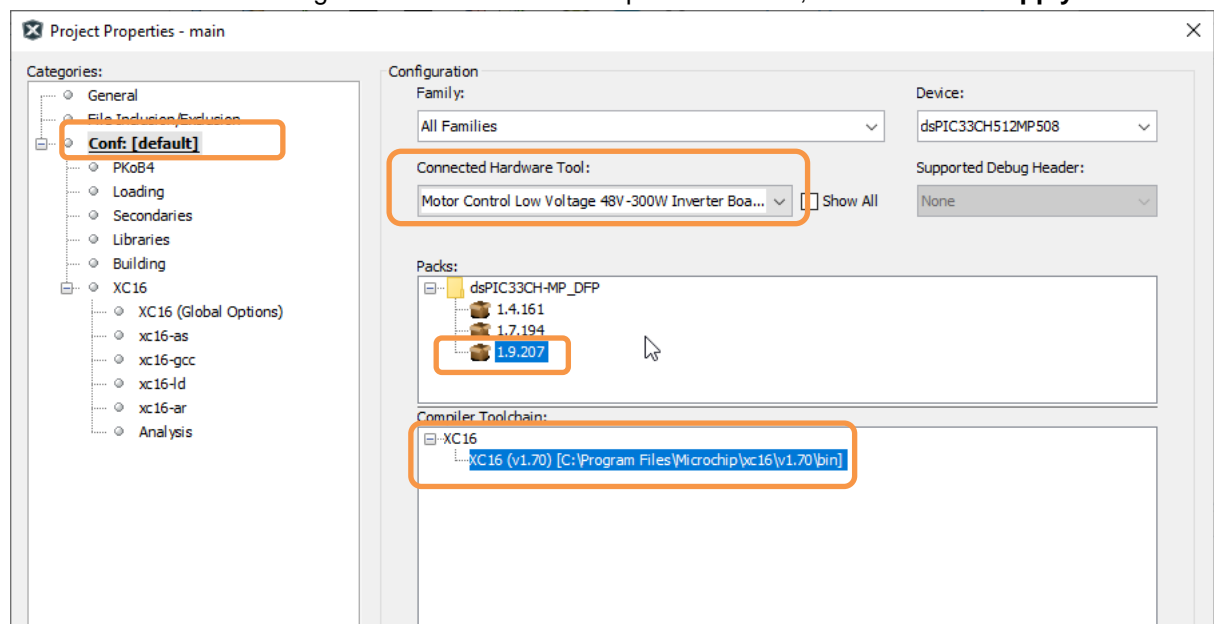 Project Properties - main
Categories:
General
File Inclusion/Exclusion
Conf: [default]
PKoB4
Loading
Secondaries
Libraries
Building
XC16
XC16 (Global Options)
xc16-as
xc16-gcc
xc16-ld
xc16-ar
Analysis
Configuration
Family:
Device:
All Families
dsPIC33CH512MP508
Connected Hardware Tool:
Supported Debug Header:
Motor Control Low Voltage 48V-300W Inverter Boa...
Show All
None
Packs:
dsPIC33CH-MP_DFP
1.4.161
1.7.194
1.9.207
Compiler Toolchain:
XC16
XC16 (v1.70) [C:\Program Files\Microchip\xc16\v1.70\bin]